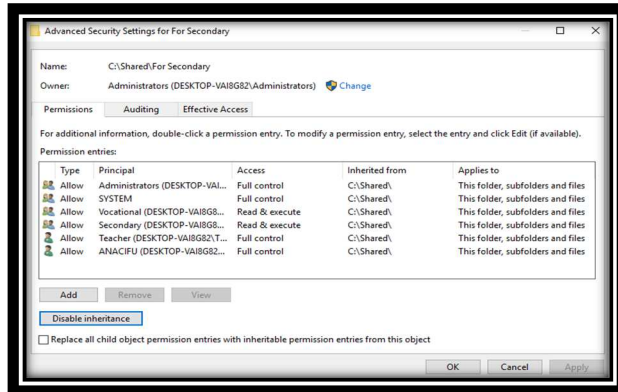 Advanced Security Settings for For Secondary
Name: C:\Shared\For Secondary
Owner: Administrators (DESKTOP-VAI8G82\Administrators) Change
Permissions Auditing Effective Access
For additional information, double-click a permission entry. To modify a permission entry, select the entry and click Edit (if available).
Permission entries:
Type Principal Access Inherited from Applies to
Allow Administrators (DESKTOP-VAI... Full control C:\Shared\ This folder, subfolders and files
Allow SYSTEM Full control C:\Shared\ This folder, subfolders and files
Allow Vocational (DESKTOP-VAI8G8... Read & execute C:\Shared\ This folder, subfolders and files
Allow Secondary (DESKTOP-VAI8G8... Read & execute C:\Shared\ This folder, subfolders and files
Allow Teacher (DESKTOP-VAI8G82\T... Full control C:\Shared\ This folder, subfolders and files
Allow ANACIFU (DESKTOP-VAI8G82... Full control C:\Shared\ This folder, subfolders and files
Add Remove View
Disable inheritance
Replace all child object permission entries with inheritable permission entries from this object
OK Cancel Apply